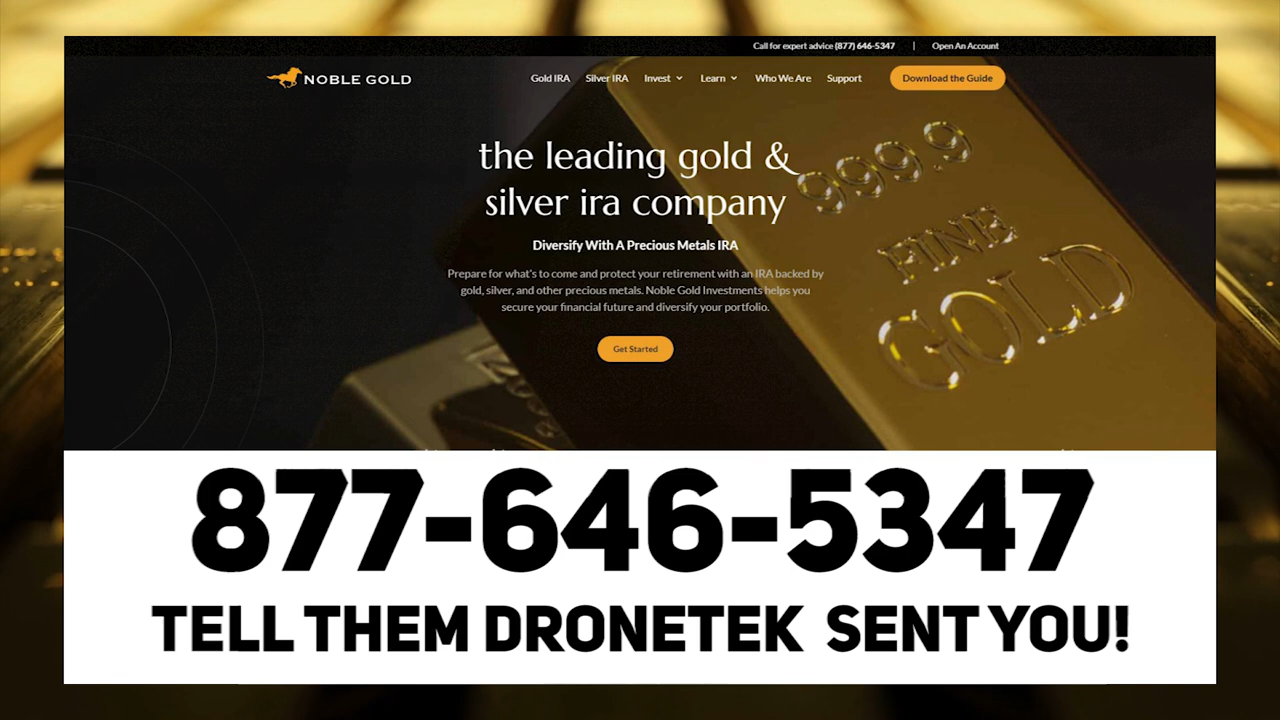 Call for expert advice (877) 646-5347 | Open An Account
NOBLE GOLD
Gold IRA Silver IRA Invest Learn Who We Are Support Download the Guide
the leading gold &
silver ira company
Diversify With A Precious Metals IRA
Prepare for what's to come and protect your retirement with an IRA backed by
gold, silver, and other precious metals. Noble Gold Investments helps you
secure your financial future and diversify your portfolio.
Get Started
999.9
FINE
GOLD
877-646-5347
TELL THEM DRONETEK SENT YOU!